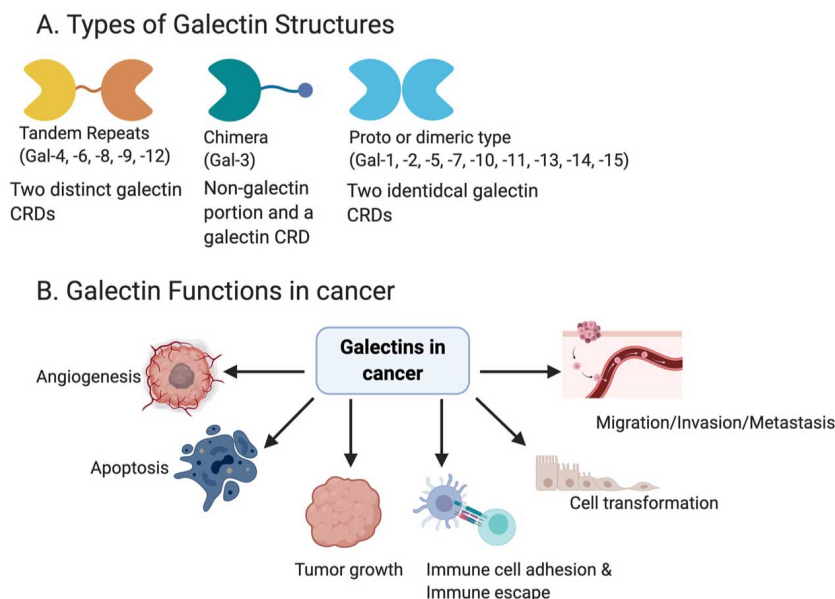 A. Types of Galectin Structures
Tandem Repeats
(Gal-4, -6, -8, -9, -12)
Two distinct galectin
CRDs
Chimera
(Gal-3)
Non-galectin
portion and a
galectin CRD
Proto or dimeric type
(Gal-1, -2, -5, -7, -10, -11, -13, -14, -15)
Two identidcal galectin
CRDs
B. Galectin Functions in cancer
Galectins in
cancer
Angiogenesis
Migration/Invasion/Metastasis
Apoptosis
Cell transformation
Tumor growth
Immune cell adhesion &
Immune escape